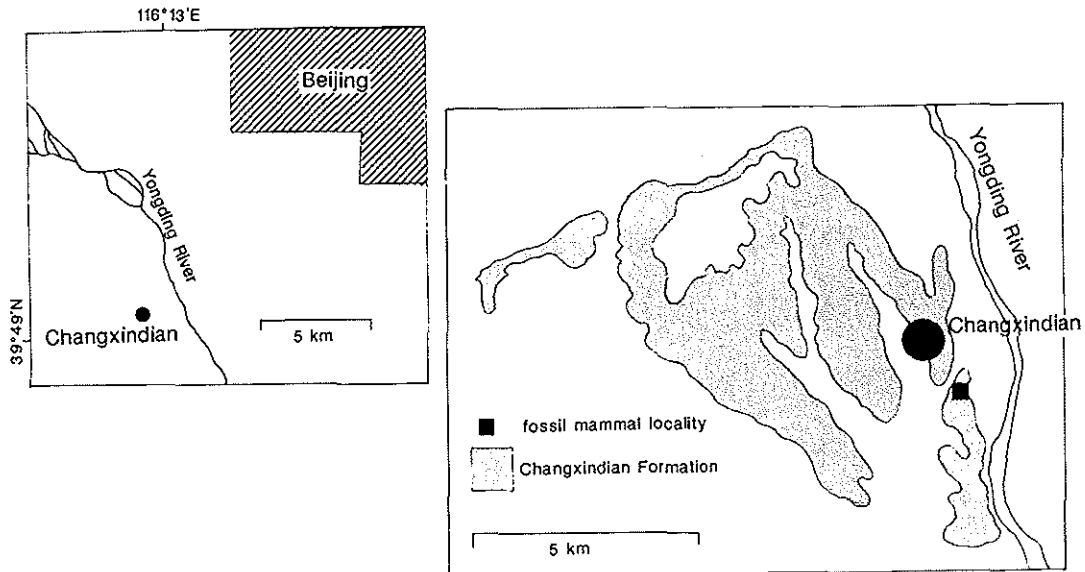 116°13'E
Beijing
Yongding River
39°49'N
Changxindian
5 km
Yongding River
Changxindian
fossil mammal locality
Changxindian Formation
5 km